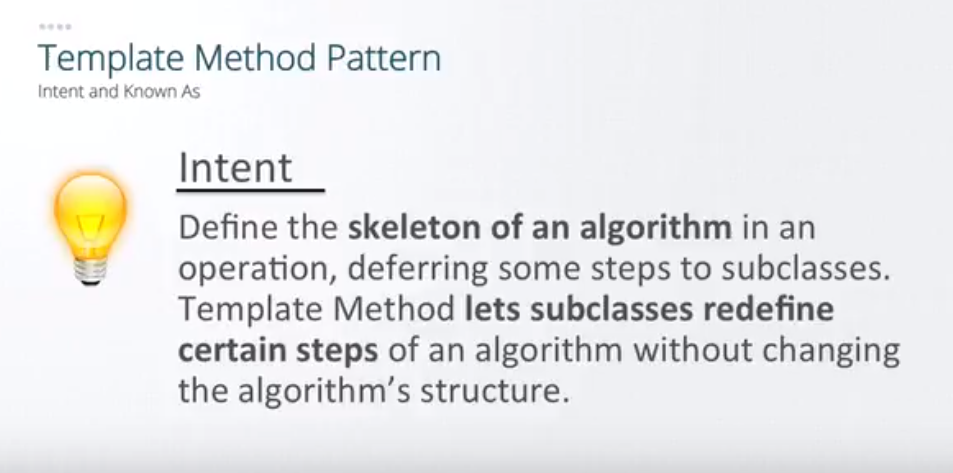 Template Method Pattern
Intent and Known As
Intent
Define the skeleton of an algorithm in an
operation, deferring some steps to subclasses.
Template Method lets subclasses redefine
certain steps of an algorithm without changing
the algorithm’s structure.